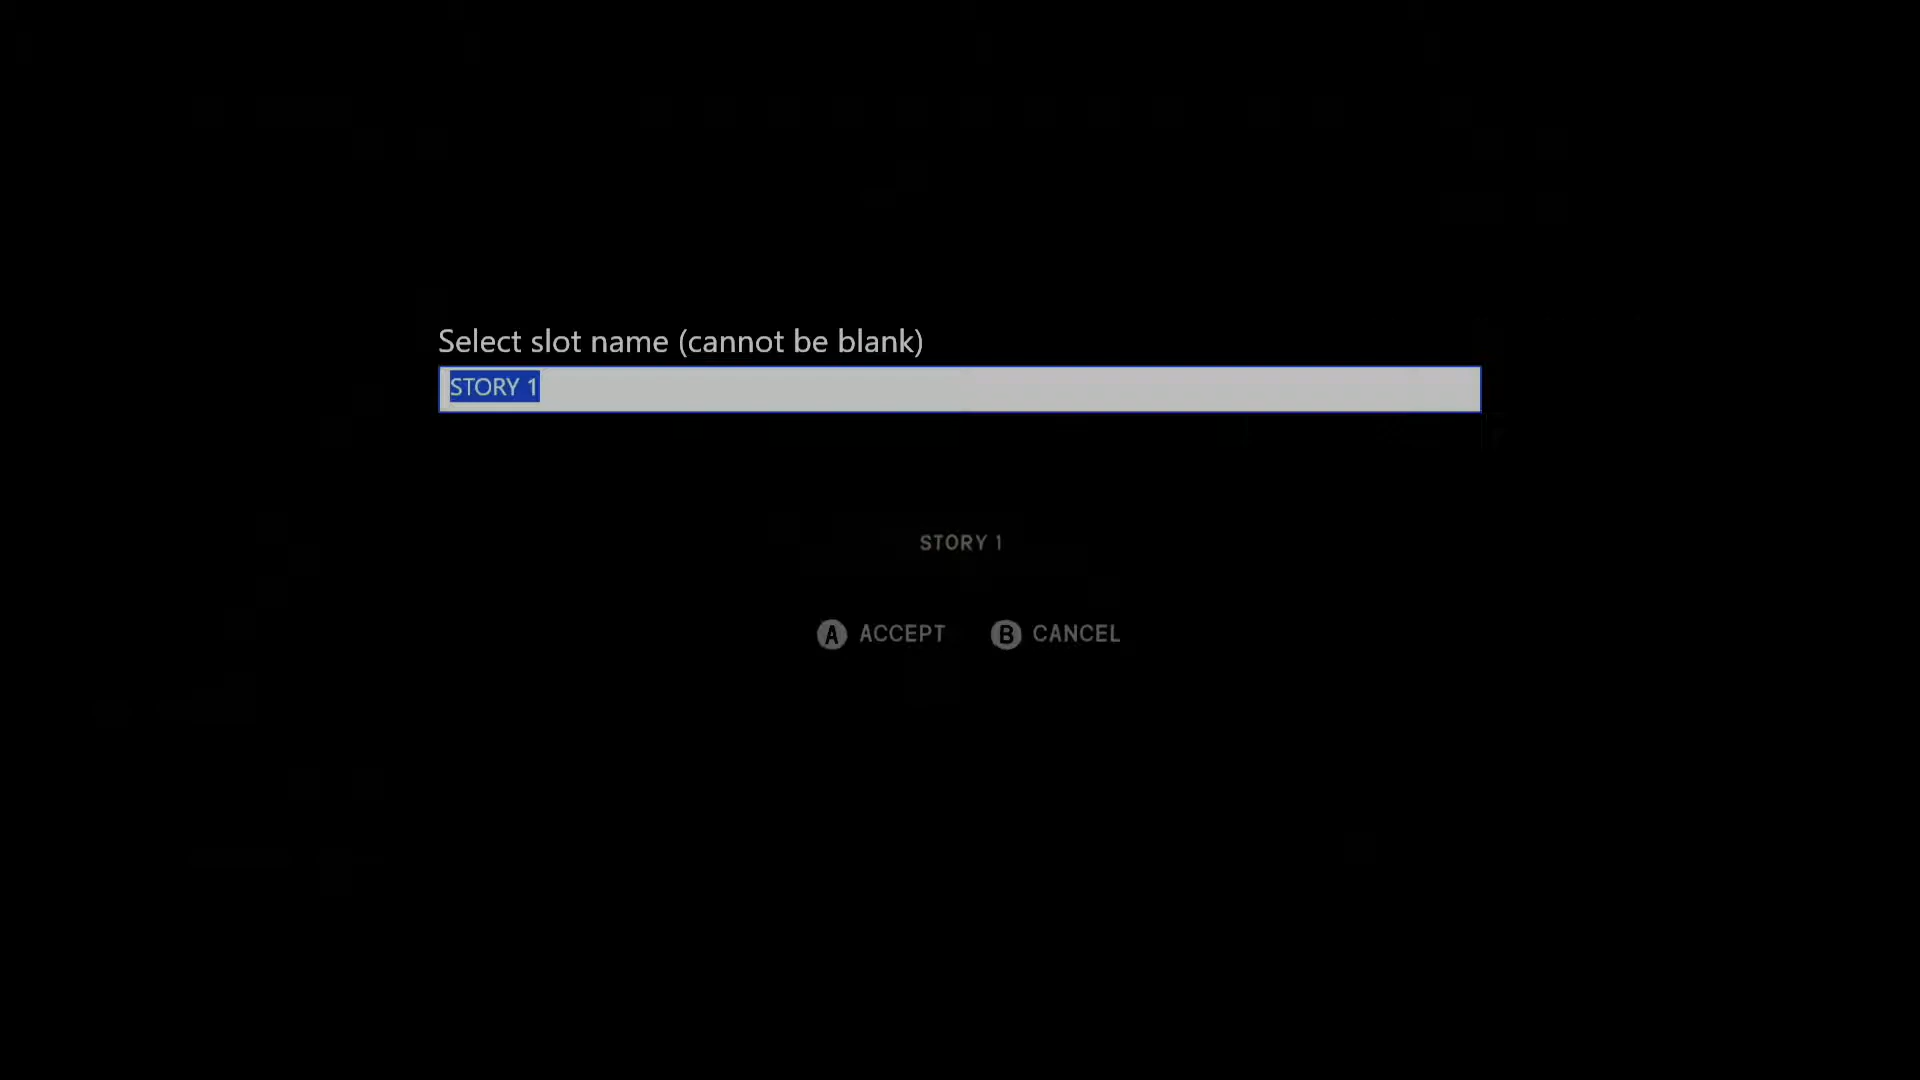 Select slot name (cannot be blank)
STORY 1
STORY 1
A ACCEPT B CANCEL